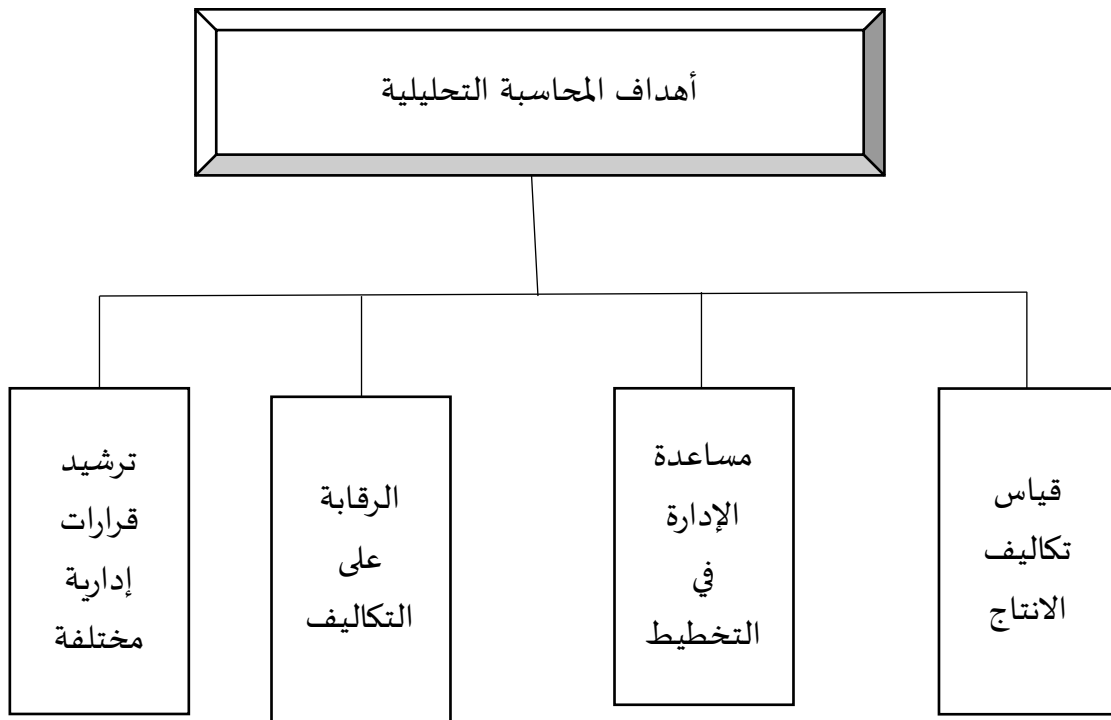 أهداف المحاسبة التحليلية
قياس
تكاليف
الانتاج
مساعدة
الإدارة
في
التخطيط
الرقابة
على
التكاليف
ترشيد
قرارات
إدارية
مختلفة